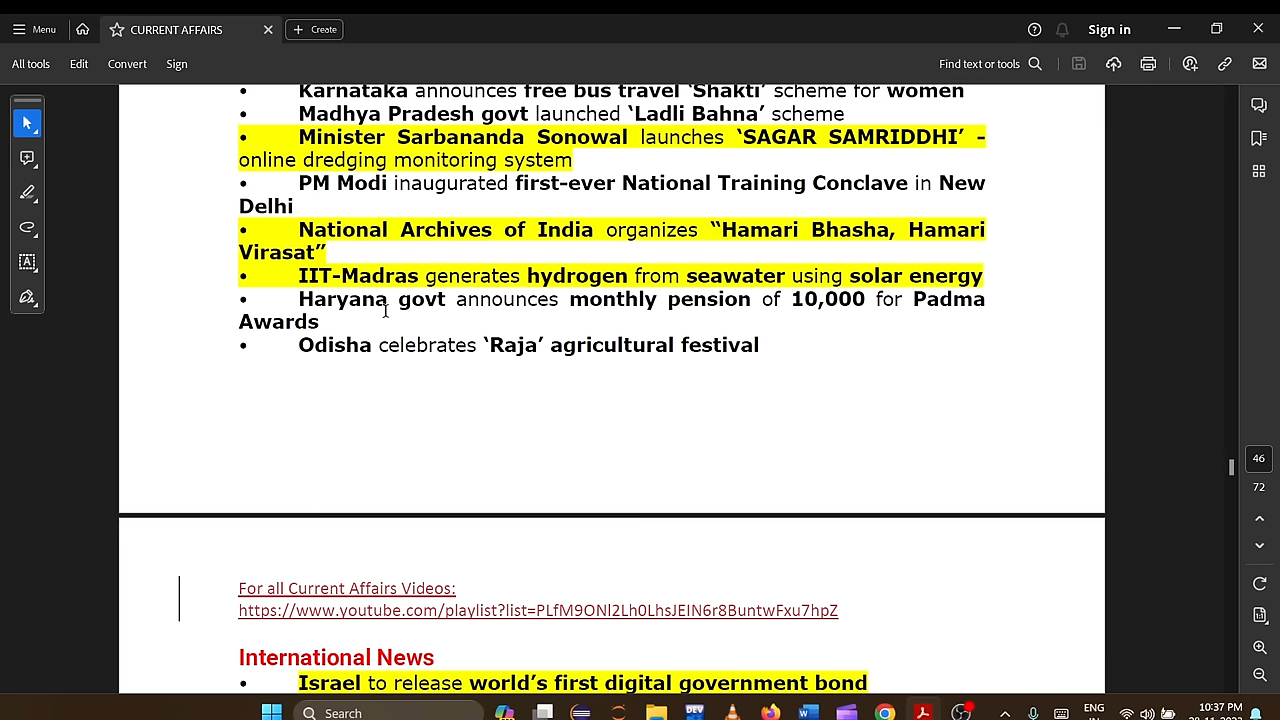 Menu
CURRENT AFFAIRS
Create
Sign in
All tools Edit Convert Sign
Find text or tools
• Karnataka announces free bus travel ‘Shakti’ scheme for women
• Madhya Pradesh govt launched ‘Ladli Bahna’ scheme
• Minister Sarbananda Sonowal launches ‘SAGAR SAMRIDDHI’ -
online dredging monitoring system
• PM Modi inaugurated first-ever National Training Conclave in New
Delhi
• National Archives of India organizes “Hamari Bhasha, Hamari
Virasat”
• IIT-Madras generates hydrogen from seawater using solar energy
• Haryana govt announces monthly pension of 10,000 for Padma
Awards
• Odisha celebrates ‘Raja’ agricultural festival
46
72
For all Current Affairs Videos:
https://www.youtube.com/playlist?list=PLfM9ONl2Lh0LhsJEIN6r8BuntwFxu7hpZ
International News
• Israel to release world’s first digital government bond
Search
ENG
IN
10:37 PM